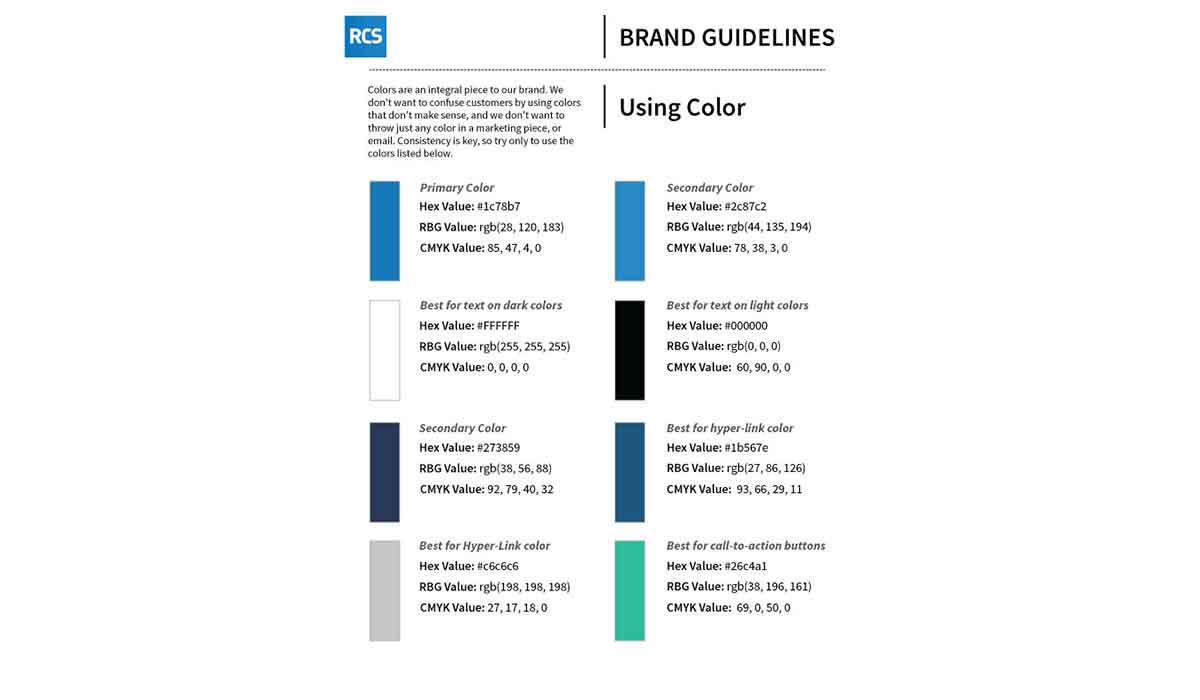 RCS
BRAND GUIDELINES
Colors are an integral piece to our brand. We
don't want to confuse customers by using colors
that don't make sense, and we don't want to
throw just any color in a marketing piece, or
email. Consistency is key, so try only to use the
colors listed below.
Using Color
Primary Color
Hex Value: #1c78b7
RBG Value: rgb(28, 120, 183)
CMYK Value: 85, 47, 4, 0
Secondary Color
Hex Value: #2c87c2
RBG Value: rgb(44, 135, 194)
CMYK Value: 78, 38, 3, 0
Best for text on dark colors
Hex Value: #FFFFFF
RBG Value: rgb(255, 255, 255)
CMYK Value: 0, 0, 0, 0
Best for text on light colors
Hex Value: #000000
RBG Value: rgb(0, 0, 0)
CMYK Value: 60, 90, 0, 0
Secondary Color
Hex Value: #273859
RBG Value: rgb(38, 56, 88)
CMYK Value: 92, 79, 40, 32
Best for hyper-link color
Hex Value: #1b567e
RBG Value: rgb(27, 86, 126)
CMYK Value: 93, 66, 29, 11
Best for Hyper-Link color
Hex Value: #c6c6c6
RBG Value: rgb(198, 198, 198)
CMYK Value: 27, 17, 18, 0
Best for call-to-action buttons
Hex Value: #26c4a1
RBG Value: rgb(38, 196, 161)
CMYK Value: 69, 0, 50, 0